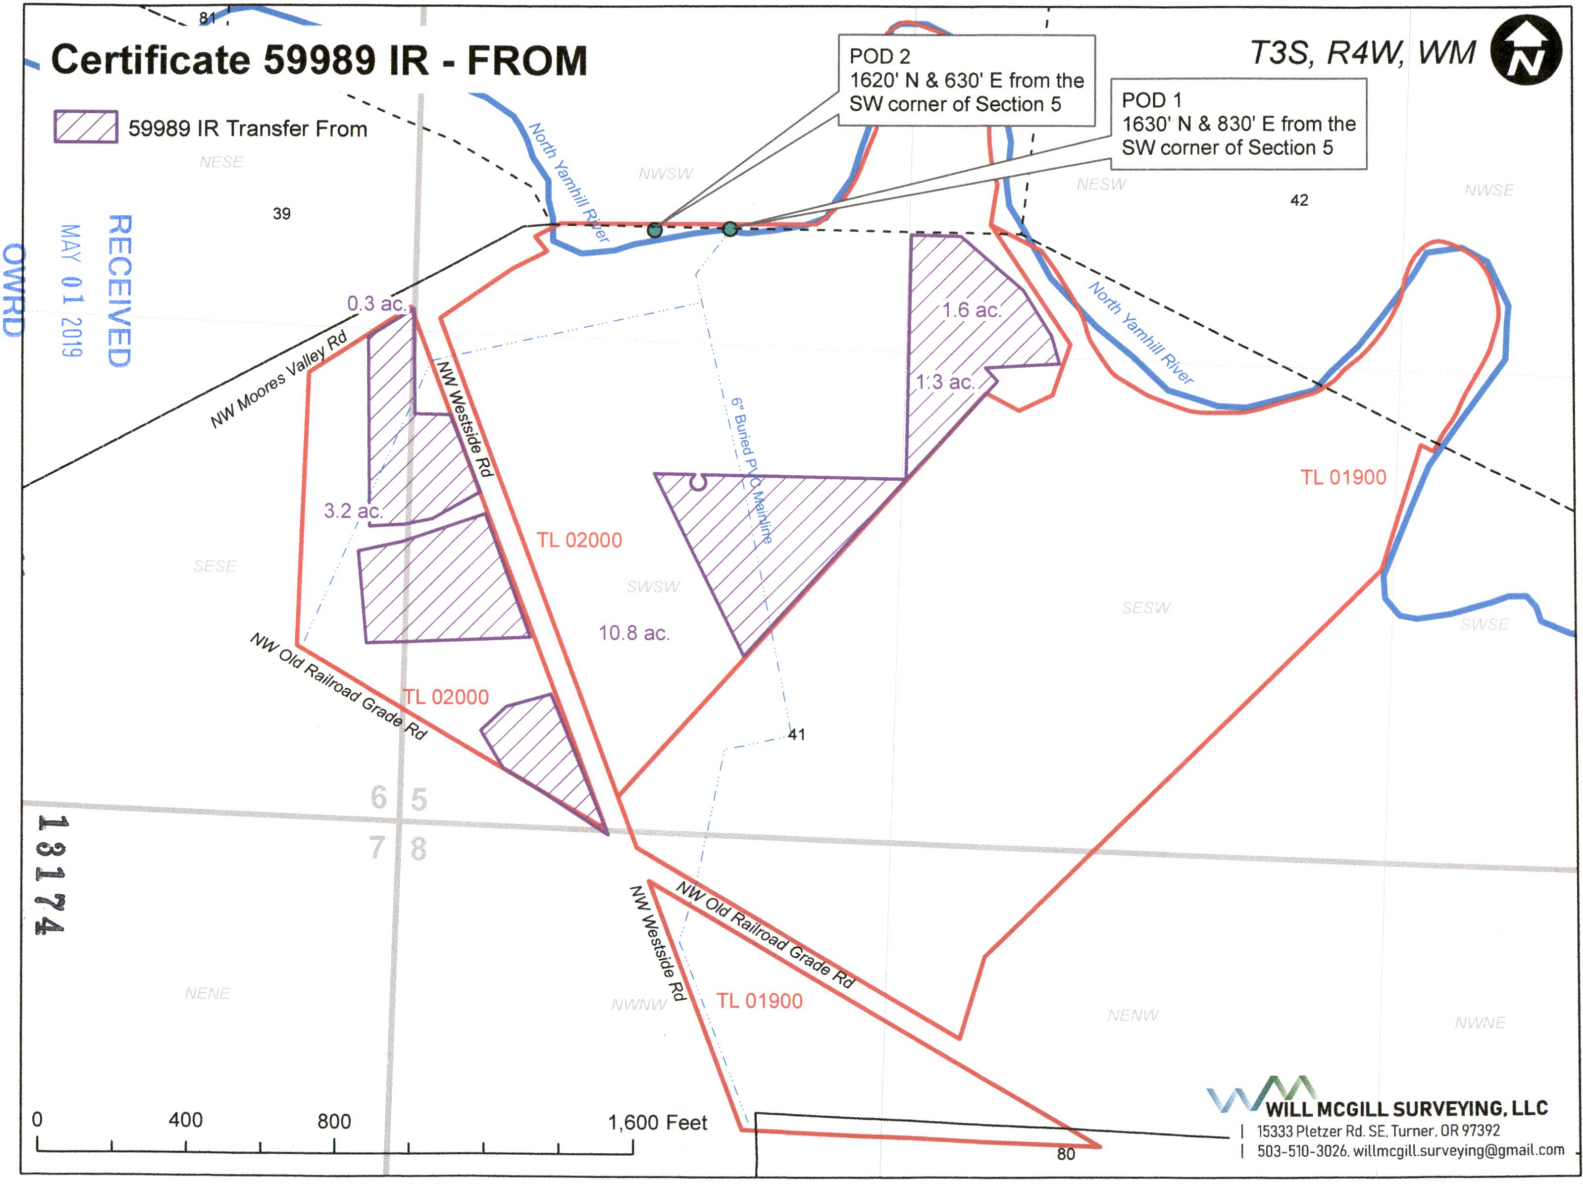 81
Certificate 59989 IR - FROM
T3S, R4W, WM
N
POD 2
1620' N & 630' E from the
SW corner of Section 5
POD 1
1630' N & 830' E from the
SW corner of Section 5
59989 IR Transfer From
NESE
NWSW
NESW
NWSE
39
42
North Yamhill River
RECEIVED
MAY 01 2019
OWRD
0.3 ac.
1.6 ac.
North Yamhill River
NW Moores Valley Rd
NW Westside Rd
1.3 ac.
6" Buried PVC Mainline
TL 01900
3.2 ac.
TL 02000
SESE
SWSW
SESW
SWSE
10.8 ac.
NW Old Railroad Grade Rd
TL 02000
41
6 5
7 8
13174
NW Westside Rd
NW Old Railroad Grade Rd
NENE
NWNW
TL 01900
NENW
NWNE
0 400 800 1,600 Feet
80
WILL MCGILL SURVEYING, LLC
15333 Pletzer Rd. SE, Turner, OR 97392
503-510-3026, willmcgill.surveying@gmail.com